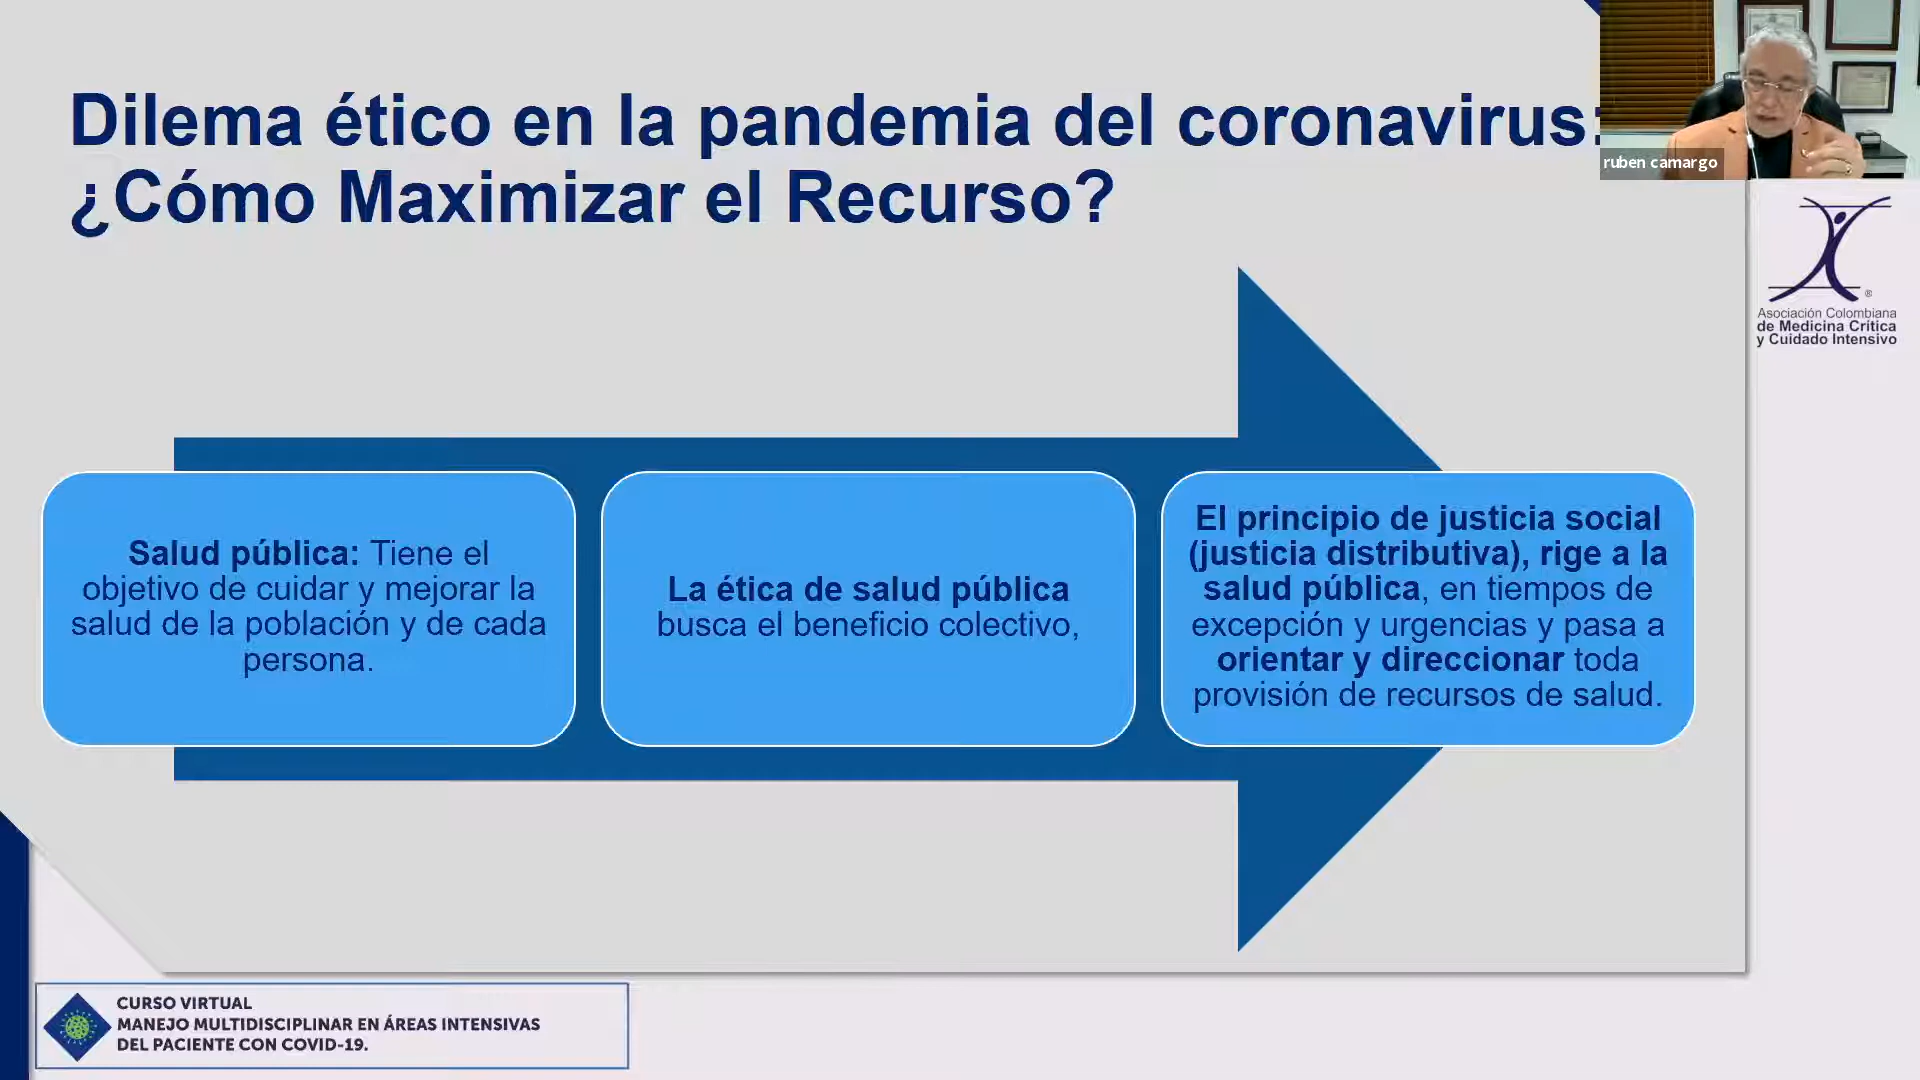 Dilema ético en la pandemia del coronavirus:
¿Cómo Maximizar el Recurso?
ruben camargo
®
Asociación Colombiana
de Medicina Crítica
y Cuidado Intensivo
Salud pública: Tiene el
objetivo de cuidar y mejorar la
salud de la población y de cada
persona.
La ética de salud pública
busca el beneficio colectivo,
El principio de justicia social
(justicia distributiva), rige a la
salud pública, en tiempos de
excepción y urgencias y pasa a
orientar y direccionar toda
provisión de recursos de salud.
CURSO VIRTUAL
MANEJO MULTIDISCIPLINAR EN ÁREAS INTENSIVAS
DEL PACIENTE CON COVID-19.